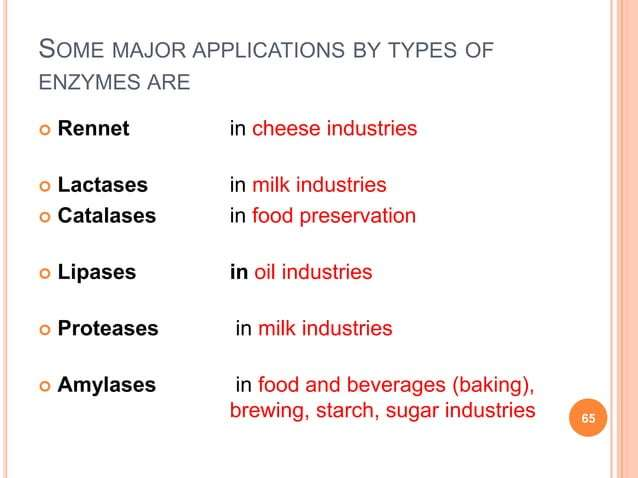 SOME MAJOR APPLICATIONS BY TYPES OF
ENZYMES ARE
Rennet in cheese industries
Lactases in milk industries
Catalases in food preservation
Lipases in oil industries
Proteases in milk industries
Amylases in food and beverages (baking),
brewing, starch, sugar industries
65